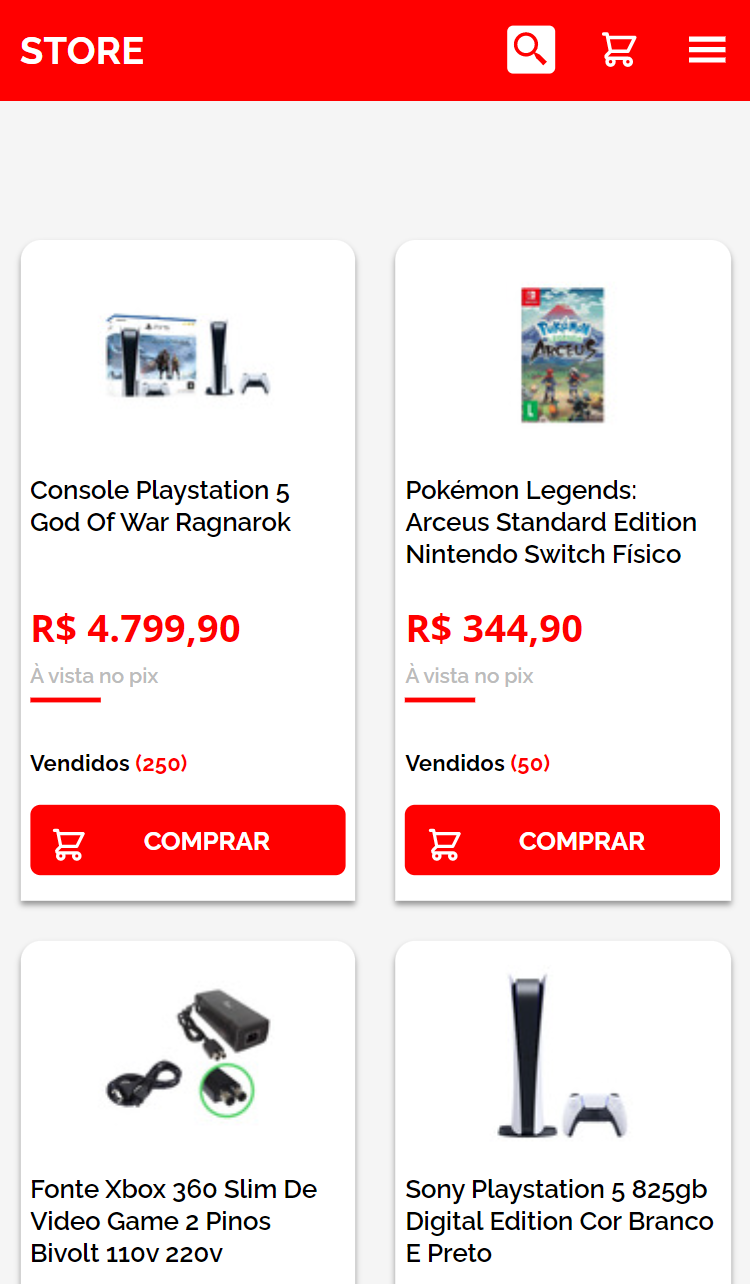 STORE
POKÉMON
ARCEUS
L
Console Playstation 5
God Of War Ragnarok
Pokémon Legends:
Arceus Standard Edition
Nintendo Switch Físico
R$ 4.799,90
R$ 344,90
À vista no pix
À vista no pix
Vendidos (250)
Vendidos (50)
COMPRAR
COMPRAR
Fonte Xbox 360 Slim De
Video Game 2 Pinos
Bivolt 110v 220v
Sony Playstation 5 825gb
Digital Edition Cor Branco
E Preto